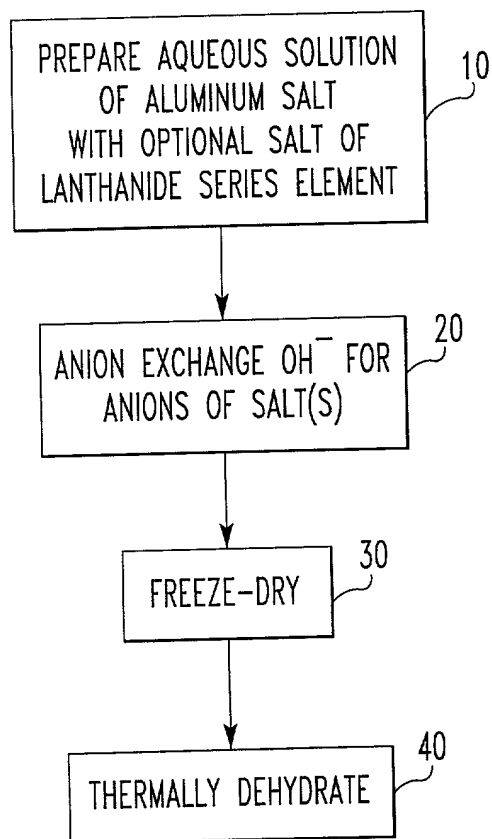 PREPARE AQUEOUS SOLUTION
OF ALUMINUM SALT
WITH OPTIONAL SALT OF
LANTHANIDE SERIES ELEMENT
10
ANION EXCHANGE OH⁻ FOR
ANIONS OF SALT(S)
20
FREEZE-DRY
30
THERMALLY DEHYDRATE
40